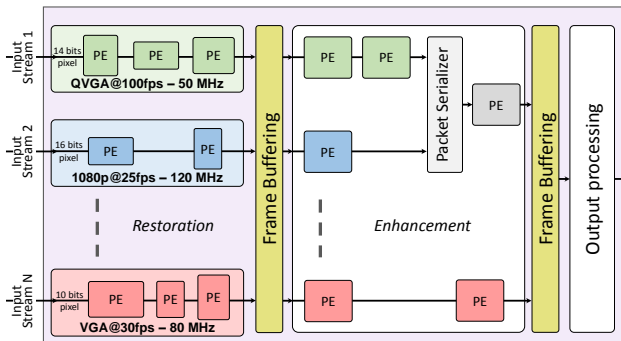 Input
Stream 1
14 bits
pixel
PE
PE
PE
QVGA@100fps – 50 MHz
Input
Stream 2
16 bits
pixel
PE
PE
1080p@25fps – 120 MHz
Restoration
Input
Stream N
10 bits
pixel
PE
PE
PE
VGA@30fps – 80 MHz
Frame Buffering
PE
PE
Packet Serializer
PE
PE
Enhancement
PE
PE
Frame Buffering
Output processing